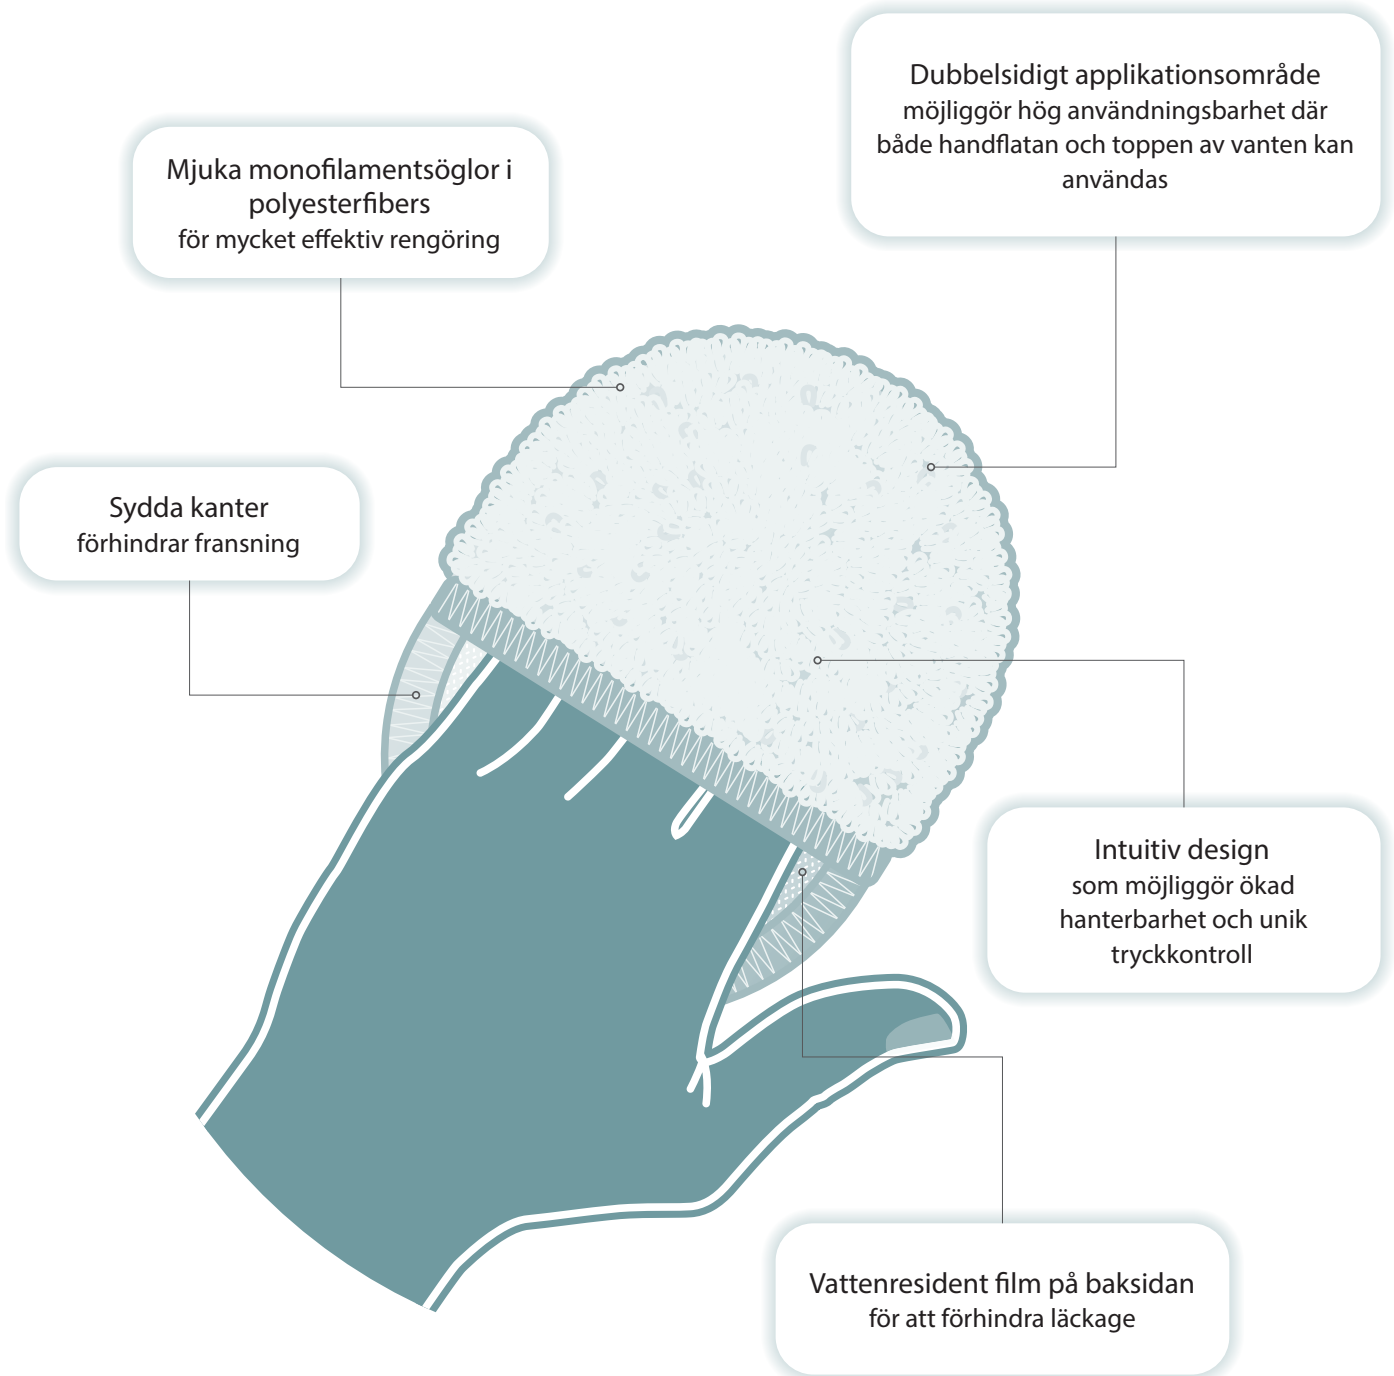 Dubbelsidigt applikationsområde
möjliggör hög användningsbarhet där
både handflatan och toppen av vanten kan
användas
Mjuka monofilamentsöglor i
polyesterfibers
för mycket effektiv rengöring
Sydda kanter
förhindrar fransning
Intuitiv design
som möjliggör ökad
hanterbarhet och unik
tryckkontroll
Vattenresident film på baksidan
för att förhindra läckage